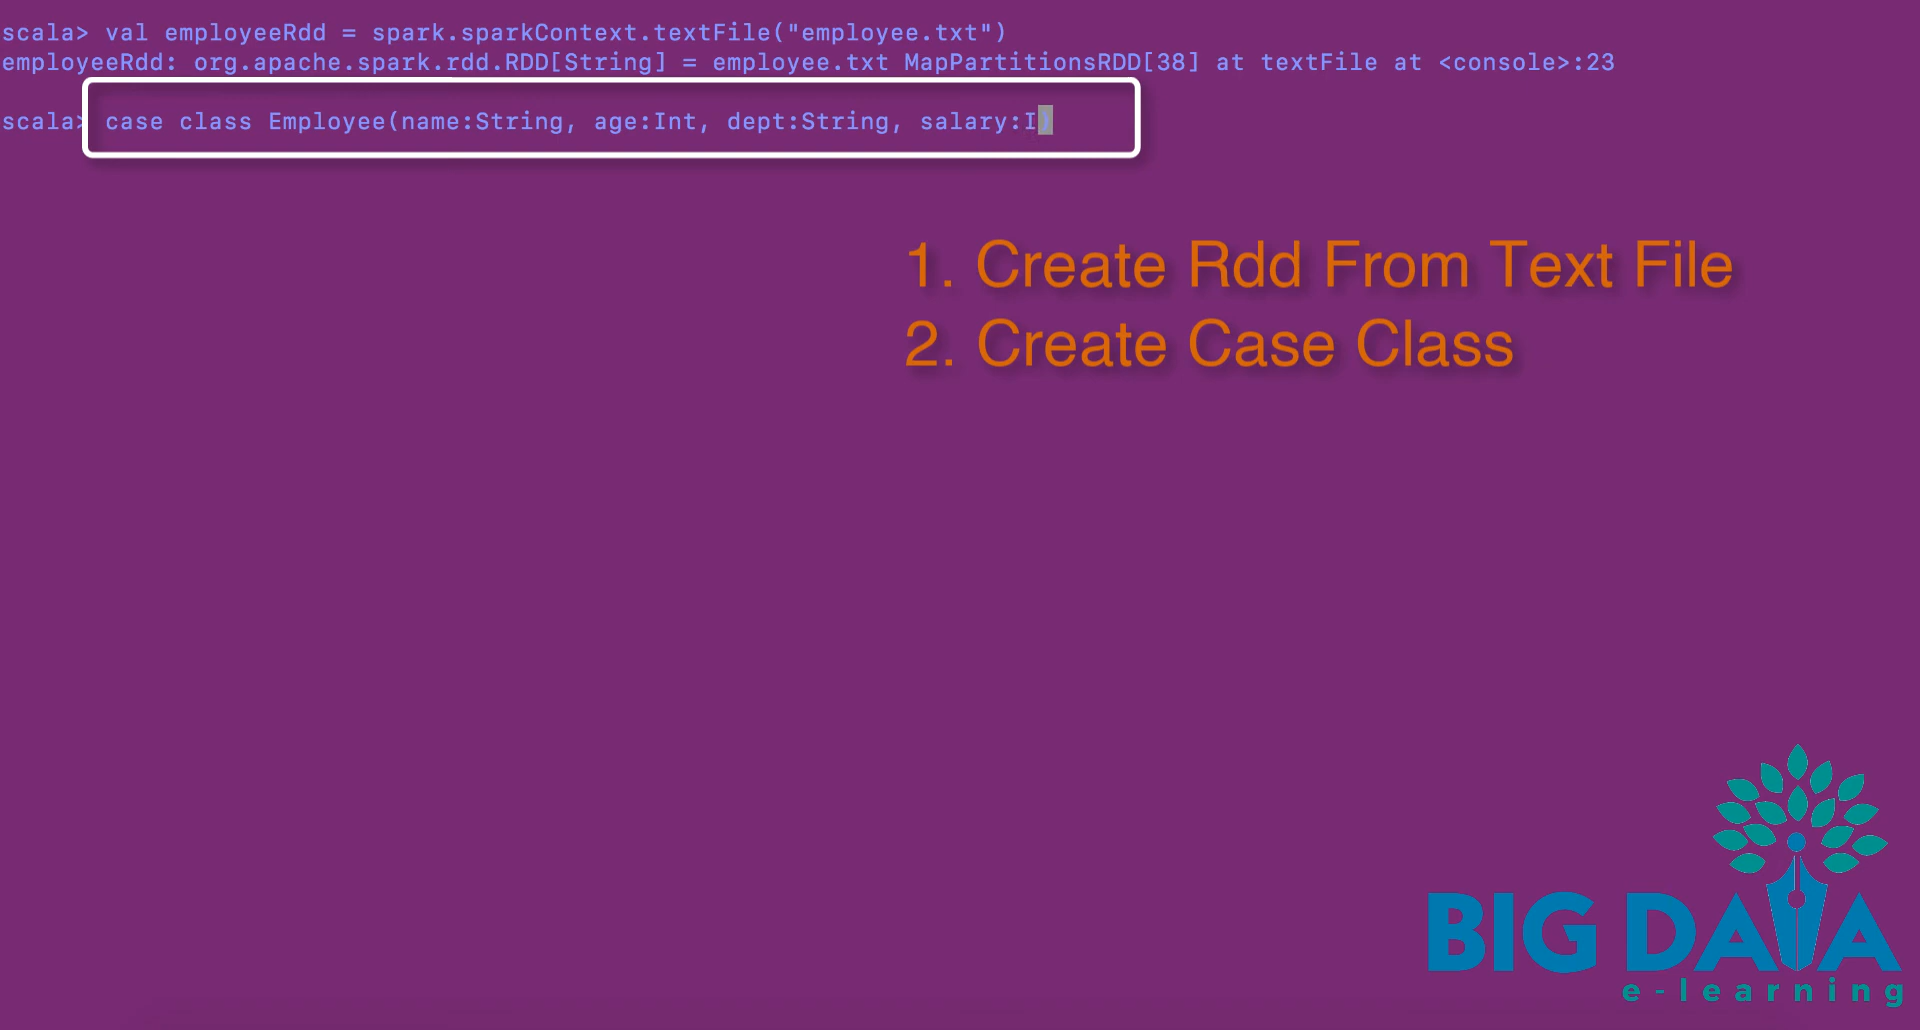 scala> val employeeRdd = spark.sparkContext.textFile("employee.txt")
employeeRdd: org.apache.spark.rdd.RDD[String] = employee.txt MapPartitionsRDD[38] at textFile at <console>:23
scala> case class Employee(name:String, age:Int, dept:String, salary:I)
1. Create Rdd From Text File
2. Create Case Class
BIG DATA
e-learning